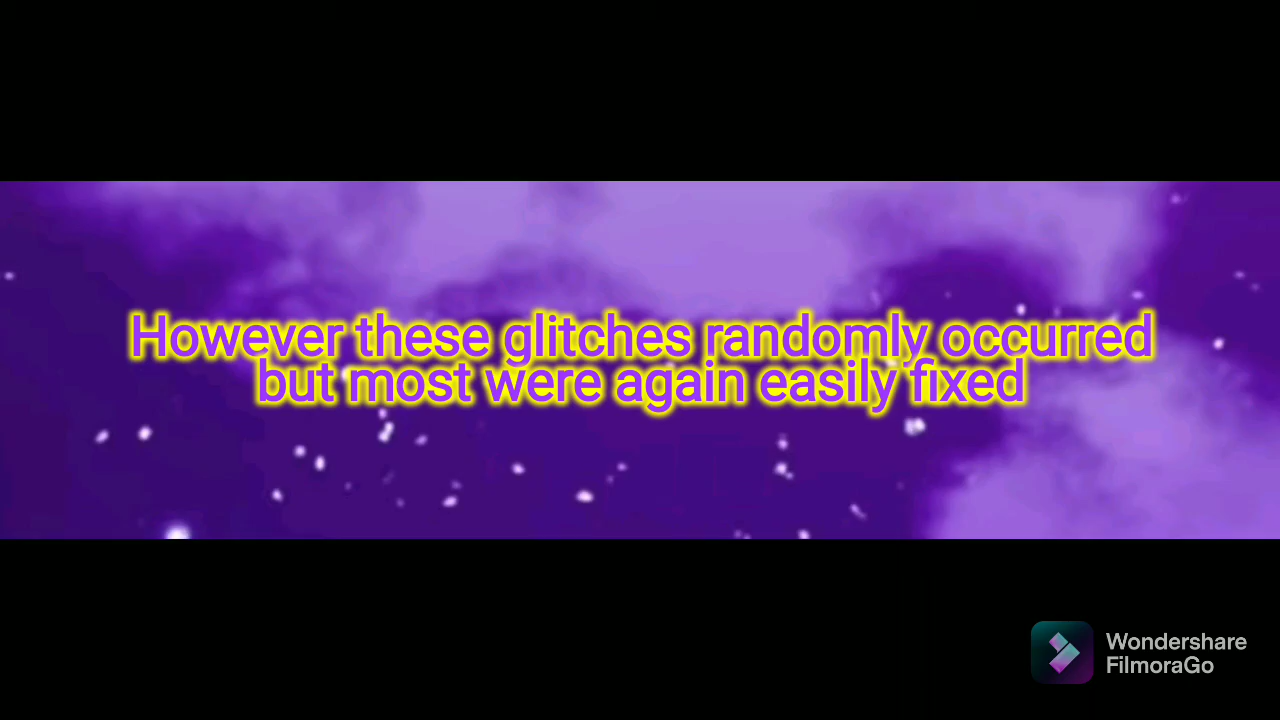 However these glitches randomly occurred
but most were again easily fixed
Wondershare
FilmoraGo